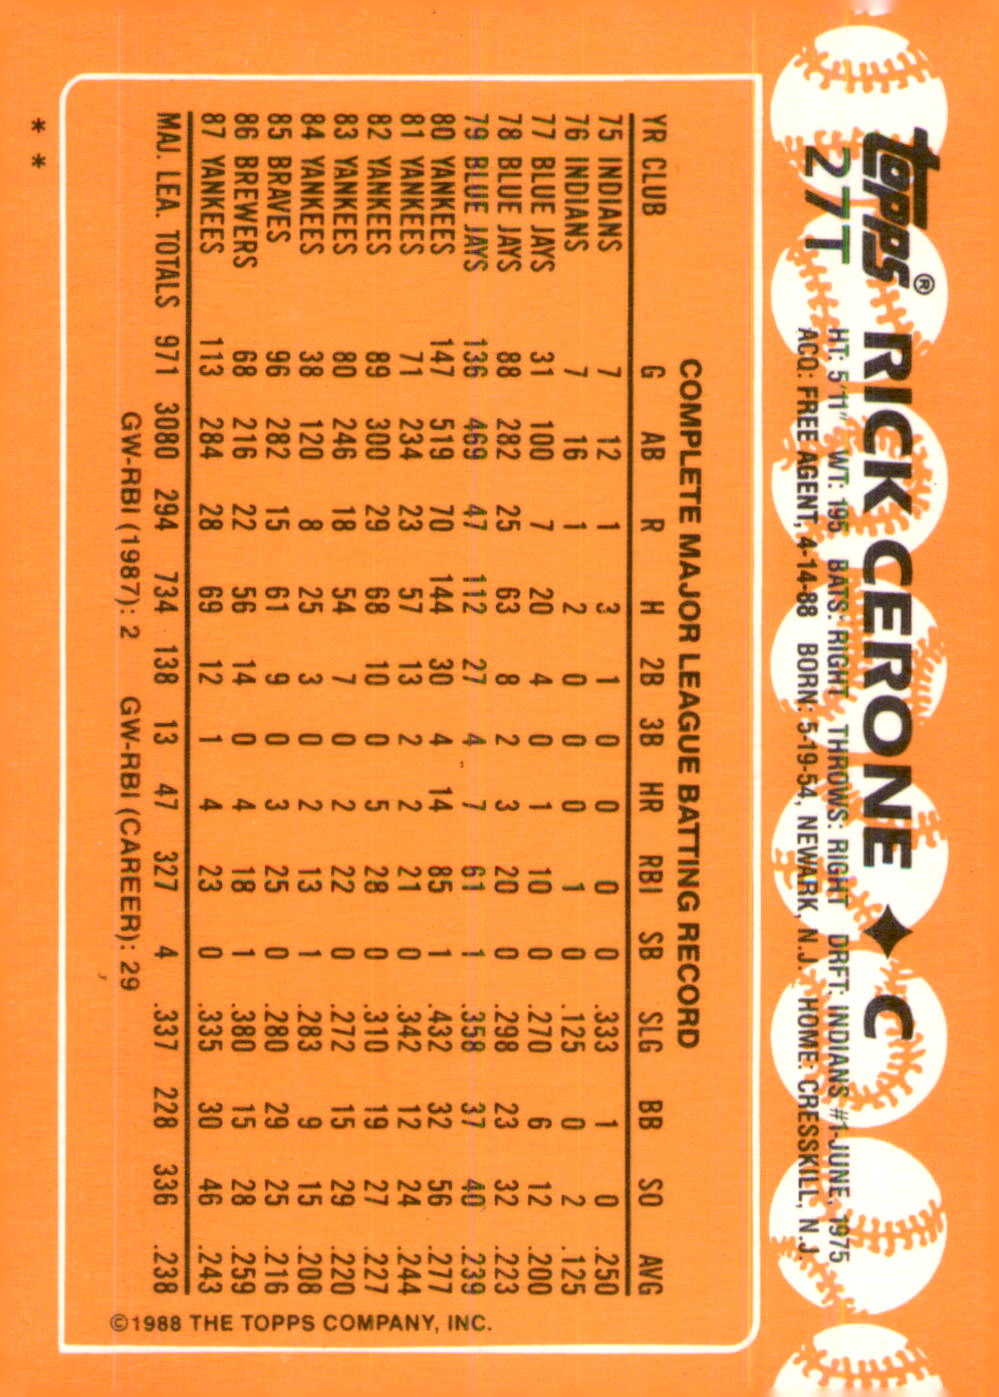 topps® RICK CERONE ✦ C
27T HT: 5'11" WT: 195 BATS: RIGHT THROWS: RIGHT DRFT: INDIANS #1-JUNE, 1975
ACQ: FREE AGENT, 4-14-88 BORN: 5-19-54, NEWARK, N.J. HOME: CRESSKILL, N.J.
COMPLETE MAJOR LEAGUE BATTING RECORD
YR CLUB G AB R H 2B 3B HR RBI SB SLG BB SO AVG
75 INDIANS 7 12 1 3 1 0 0 0 0 .333 1 0 .250
76 INDIANS 7 16 1 2 0 0 0 1 0 .125 0 2 .125
77 BLUE JAYS 31 100 7 20 4 0 1 10 0 .270 6 12 .200
78 BLUE JAYS 88 282 25 63 8 2 3 20 0 .298 23 32 .223
79 BLUE JAYS 136 469 47 112 27 4 7 61 1 .358 37 40 .239
80 YANKEES 147 519 70 144 30 4 14 85 1 .432 32 56 .277
81 YANKEES 71 234 23 57 13 2 2 21 0 .342 12 24 .244
82 YANKEES 89 300 29 68 10 0 5 28 0 .310 19 27 .227
83 YANKEES 80 246 18 54 7 0 2 22 0 .272 15 29 .220
84 YANKEES 38 120 8 25 3 0 2 13 1 .283 9 15 .208
85 BRAVES 96 282 15 61 9 0 3 25 0 .280 29 25 .216
86 BREWERS 68 216 22 56 14 0 4 18 1 .380 15 28 .259
87 YANKEES 113 284 28 69 12 1 4 23 0 .335 30 46 .243
MAJ. LEA. TOTALS 971 3080 294 734 138 13 47 327 4 .337 228 336 .238
GW-RBI (1987): 2 GW-RBI (CAREER): 29
©1988 THE TOPPS COMPANY, INC.
* *